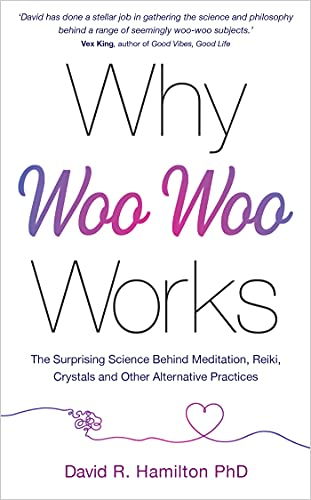 'David has done a stellar job in gathering the science and philosophy
behind a range of seemingly woo-woo subjects.'
Vex King, author of Good Vibes, Good Life
Why
Woo Woo
Works
The Surprising Science Behind Meditation, Reiki,
Crystals and Other Alternative Practices
David R. Hamilton PhD